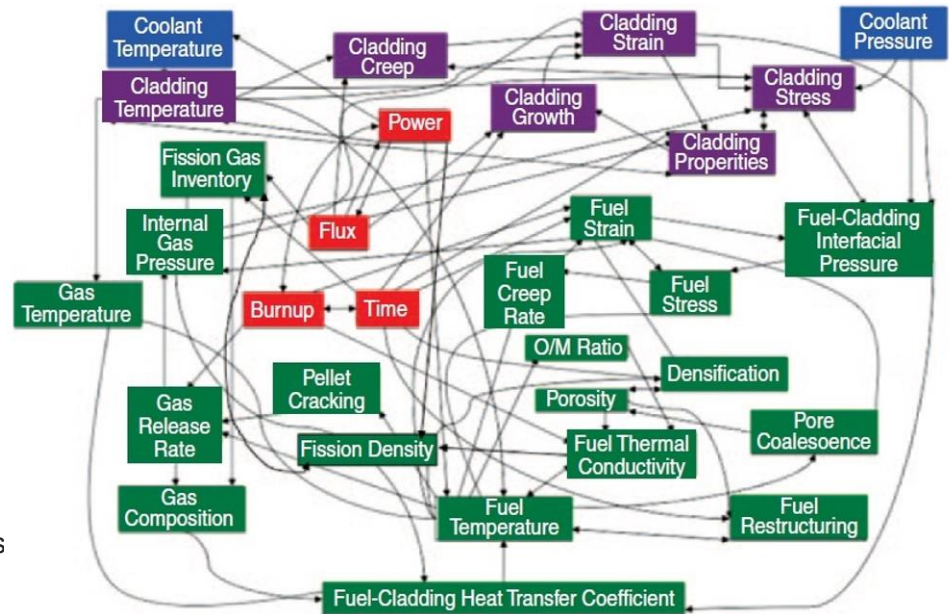 Coolant
Temperature
Cladding
Temperature
Cladding
Creep
Cladding
Strain
Coolant
Pressure
Cladding
Stress
Cladding
Growth
Power
Cladding
Properities
Fission Gas
Inventory
Internal
Gas
Pressure
Flux
Fuel
Strain
Fuel-Cladding
Interfacial
Pressure
Gas
Temperature
Burnup
Time
Fuel
Creep
Rate
Fuel
Stress
O/M Ratio
Densification
Pellet
Cracking
Porosity
Gas
Release
Rate
Fission Density
Fuel Thermal
Conductivity
Pore
Coalesoence
Gas
Composition
Fuel
Temperature
Fuel
Restructuring
s
Fuel-Cladding Heat Transfer Coefficient